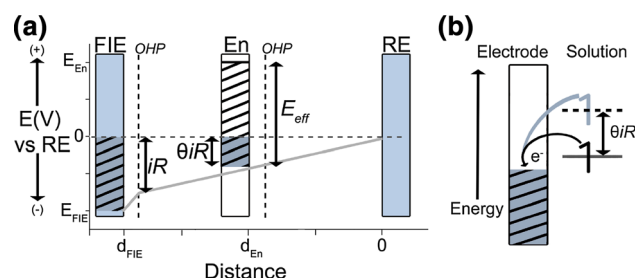 (a)
FIE
OHP
En
OHP
RE
(+)
E_En
E(V)
vs RE
0
iR
θiR
E_eff
(-)
E_FIE
d_FIE
d_En
0
Distance
(b)
Electrode
Solution
θiR
e-
Energy